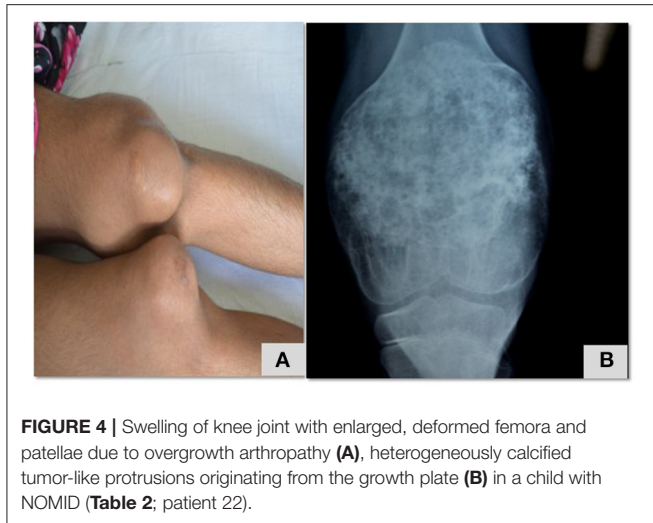 A
B
FIGURE 4 | Swelling of knee joint with enlarged, deformed femora and
patellae due to overgrowth arthropathy (A), heterogeneously calcified
tumor-like protrusions originating from the growth plate (B) in a child with
NOMID (Table 2; patient 22).